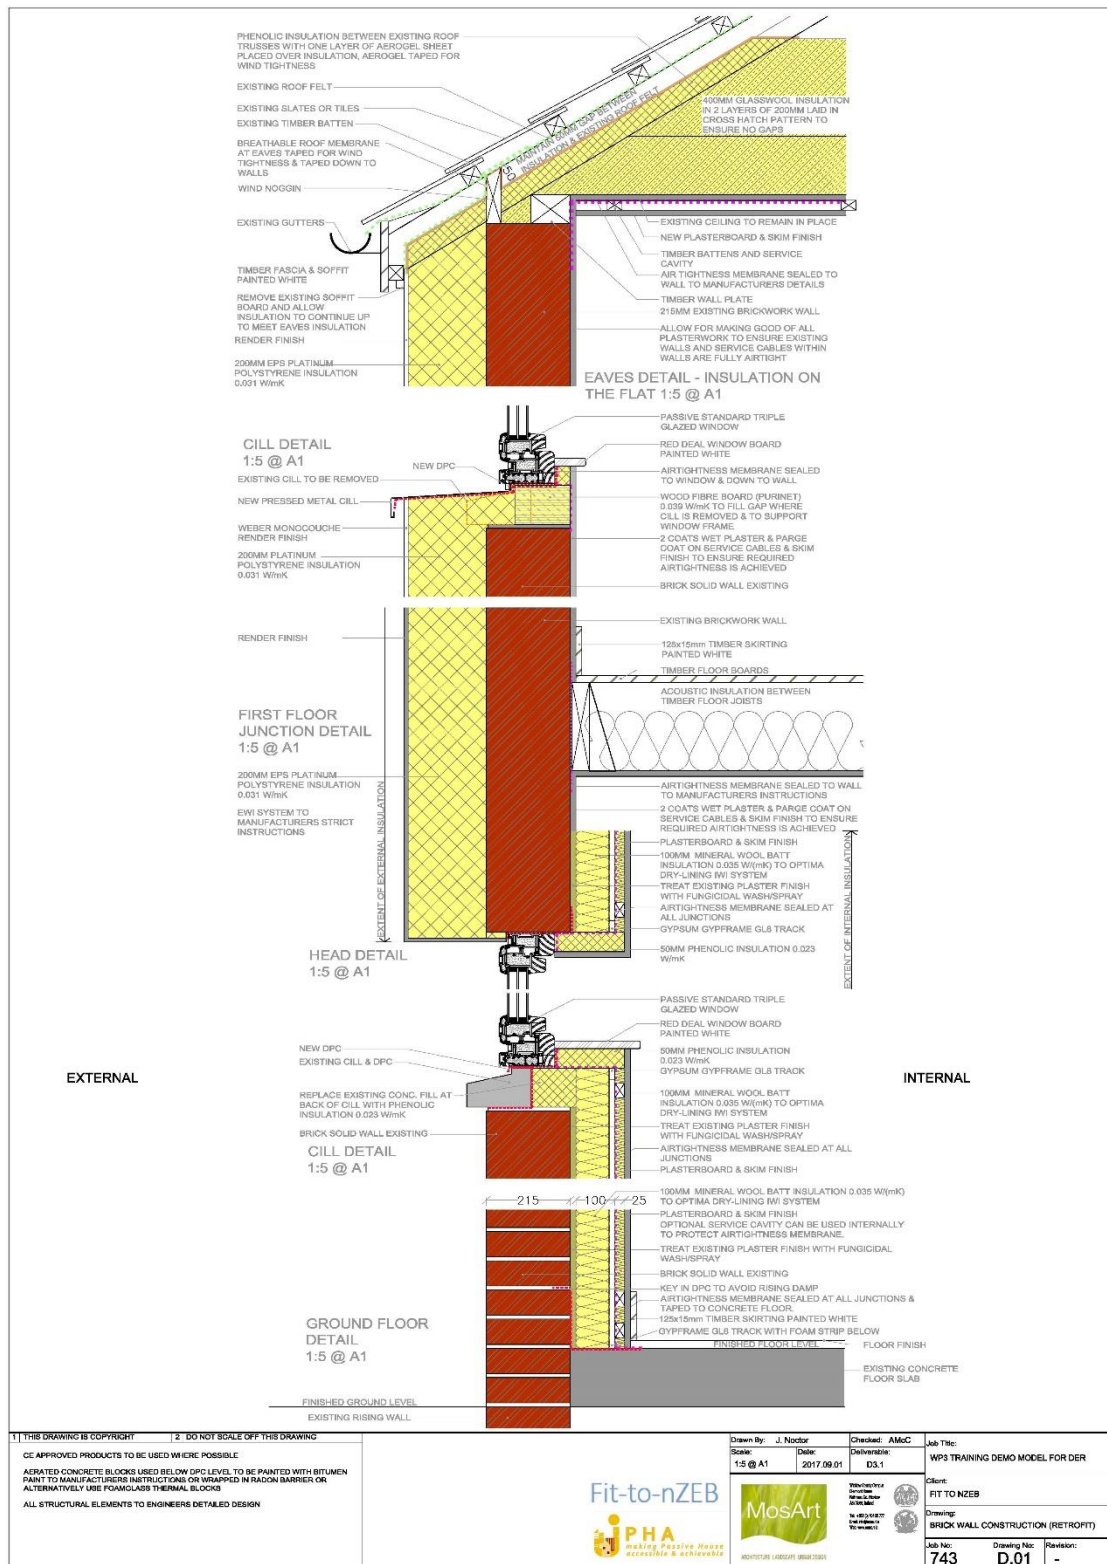 PHENOLIC INSULATION BETWEEN EXISTING ROOF
TRUSSES WITH ONE LAYER OF AEROGEL SHEET
PLACED OVER INSULATION, AEROGEL TAPED FOR
WIND TIGHTNESS
EXISTING ROOF FELT
EXISTING SLATES OR TILES
EXISTING TIMBER BATTEN
BREATHABLE ROOF MEMBRANE
AT EAVES TAPED FOR WIND
TIGHTNESS & TAPED DOWN TO
WALLS
WIND NOGGIN
EXISTING GUTTERS
TIMBER FASCIA & SOFFIT
PAINTED WHITE
REMOVE EXISTING SOFFIT
BOARD AND ALLOW
INSULATION TO CONTINUE UP
TO MEET EAVES INSULATION
RENDER FINISH
200MM EPS PLATINUM
POLYSTYRENE INSULATION
0.031 W/mK
MAINTAIN 50MM GAP BETWEEN
INSULATION & EXISTING ROOF FELT
50
400MM GLASSWOOL INSULATION
IN 2 LAYERS OF 200MM LAID IN
CROSS HATCH PATTERN TO
ENSURE NO GAPS
EXISTING CEILING TO REMAIN IN PLACE
NEW PLASTERBOARD & SKIM FINISH
TIMBER BATTENS AND SERVICE
CAVITY
AIR TIGHTNESS MEMBRANE SEALED TO
WALL TO MANUFACTURERS DETAILS
TIMBER WALL PLATE
215MM EXISTING BRICKWORK WALL
ALLOW FOR MAKING GOOD OF ALL
PLASTERWORK TO ENSURE EXISTING
WALLS AND SERVICE CABLES WITHIN
WALLS ARE FULLY AIRTIGHT
EAVES DETAIL - INSULATION ON
THE FLAT 1:5 @ A1
CILL DETAIL
1:5 @ A1
NEW DPC
EXISTING CILL TO BE REMOVED
NEW PRESSED METAL CILL
WEBER MONOCOUCHE
RENDER FINISH
200MM PLATINUM
POLYSTYRENE INSULATION
0.031 W/mK
PASSIVE STANDARD TRIPLE
GLAZED WINDOW
RED DEAL WINDOW BOARD
PAINTED WHITE
AIRTIGHTNESS MEMBRANE SEALED
TO WINDOW & DOWN TO WALL
WOOD FIBRE BOARD (PURINET)
0.039 W/mK TO FILL GAP WHERE
CILL IS REMOVED & TO SUPPORT
WINDOW FRAME.
2 COATS WET PLASTER & PARGE
COAT ON SERVICE CABLES & SKIM
FINISH TO ENSURE REQUIRED
AIRTIGHTNESS IS ACHIEVED
BRICK SOLID WALL EXISTING
RENDER FINISH
FIRST FLOOR
JUNCTION DETAIL
1:5 @ A1
200MM EPS PLATINUM
POLYSTYRENE INSULATION
0.031 W/mK
EWI SYSTEM TO
MANUFACTURERS STRICT
INSTRUCTIONS
EXTENT OF EXTERNAL INSULATION
EXISTING BRICKWORK WALL
125x15mm TIMBER SKIRTING
PAINTED WHITE
TIMBER FLOOR BOARDS
ACOUSTIC INSULATION BETWEEN
TIMBER FLOOR JOISTS
AIRTIGHTNESS MEMBRANE SEALED TO WALL
TO MANUFACTURERS INSTRUCTIONS
2 COATS WET PLASTER & PARGE COAT ON
SERVICE CABLES & SKIM FINISH TO ENSURE
REQUIRED AIRTIGHTNESS IS ACHIEVED
PLASTERBOARD & SKIM FINISH
100MM MINERAL WOOL BATT
INSULATION 0.035 W/(mK) TO OPTIMA
DRY-LINING IWI SYSTEM
TREAT EXISTING PLASTER FINISH
WITH FUNGICIDAL WASH/SPRAY
AIRTIGHTNESS MEMBRANE SEALED AT
ALL JUNCTIONS
GYPSUM GYPFRAME GL8 TRACK
50MM PHENOLIC INSULATION 0.023
W/mK
EXTENT OF INTERNAL INSULATION
HEAD DETAIL
1:5 @ A1
EXTERNAL
INTERNAL
NEW DPC
EXISTING CILL & DPC
REPLACE EXISTING CONC. FILL AT
BACK OF CILL WITH PHENOLIC
INSULATION 0.023 W/mK
BRICK SOLID WALL EXISTING
CILL DETAIL
1:5 @ A1
PASSIVE STANDARD TRIPLE
GLAZED WINDOW
RED DEAL WINDOW BOARD
PAINTED WHITE
50MM PHENOLIC INSULATION
0.023 W/mK
GYPSUM GYPFRAME GL8 TRACK
100MM MINERAL WOOL BATT
INSULATION 0.035 W/(mK) TO OPTIMA
DRY-LINING IWI SYSTEM
TREAT EXISTING PLASTER FINISH
WITH FUNGICIDAL WASH/SPRAY
AIRTIGHTNESS MEMBRANE SEALED AT ALL
JUNCTIONS
PLASTERBOARD & SKIM FINISH
215 100 25
100MM MINERAL WOOL BATT INSULATION 0.035 W/(mK)
TO OPTIMA DRY-LINING IWI SYSTEM
PLASTERBOARD & SKIM FINISH
OPTIONAL SERVICE CAVITY CAN BE USED INTERNALLY
TO PROTECT AIRTIGHTNESS MEMBRANE.
TREAT EXISTING PLASTER FINISH WITH FUNGICIDAL
WASH/SPRAY
BRICK SOLID WALL EXISTING
KEY IN DPC TO AVOID RISING DAMP
AIRTIGHTNESS MEMBRANE SEALED AT ALL JUNCTIONS &
TAPED TO CONCRETE FLOOR.
125x15mm TIMBER SKIRTING PAINTED WHITE
GYPFRAME GL8 TRACK WITH FOAM STRIP BELOW
FINISHED FLOOR LEVEL
FLOOR FINISH
EXISTING CONCRETE
FLOOR SLAB
GROUND FLOOR
DETAIL
1:5 @ A1
FINISHED GROUND LEVEL
EXISTING RISING WALL
1 THIS DRAWING IS COPYRIGHT 2 DO NOT SCALE OFF THIS DRAWING
CE APPROVED PRODUCTS TO BE USED WHERE POSSIBLE
AERATED CONCRETE BLOCKS USED BELOW DPC LEVEL TO BE PAINTED WITH BITUMEN
PAINT TO MANUFACTURERS INSTRUCTIONS OR WRAPPED IN RADON BARRIER OR
ALTERNATIVELY USE FOAMGLASS THERMAL BLOCKS
ALL STRUCTURAL ELEMENTS TO ENGINEERS DETAILED DESIGN
Fit-to-nZEB
iPHA
making Passive House
accessible & achievable
Drawn By: J. Noctor
Checked: AMcC
Scale:
1:5 @ A1
Date:
2017.09.01
Deliverable:
D3.1
MosArt
ARCHITECTURE LANDSCAPE URBAN DESIGN
Job Title:
WP3 TRAINING DEMO MODEL FOR DER
Client:
FIT TO NZEB
Drawing:
BRICK WALL CONSTRUCTION (RETROFIT)
Job No:
743
Drawing No:
D.01
Revision:
-